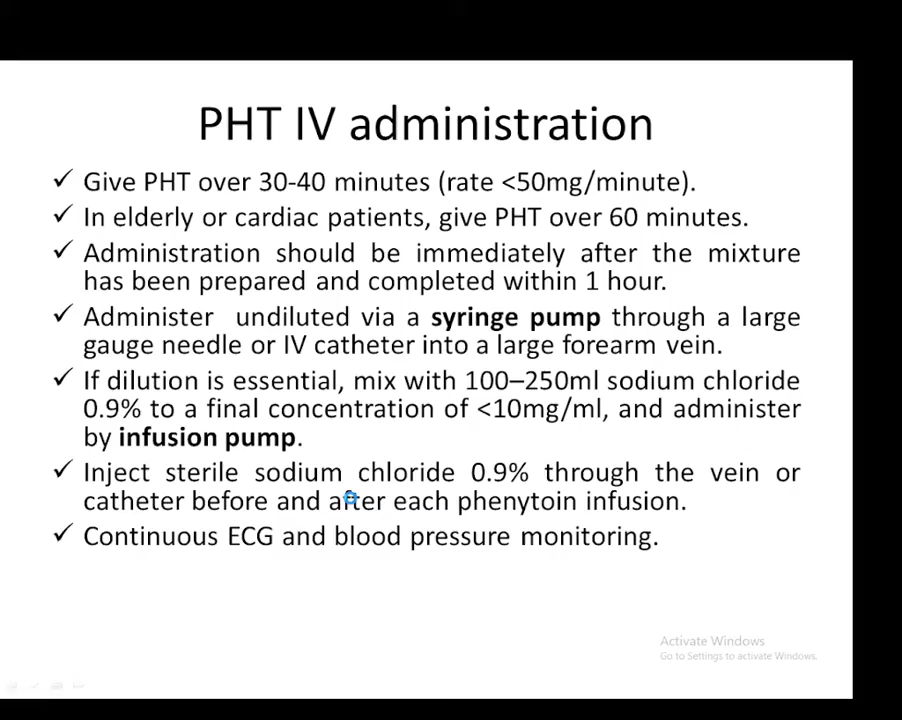 PHT IV administration
✓ Give PHT over 30-40 minutes (rate <50mg/minute).
✓ In elderly or cardiac patients, give PHT over 60 minutes.
✓ Administration should be immediately after the mixture
has been prepared and completed within 1 hour.
✓ Administer undiluted via a syringe pump through a large
gauge needle or IV catheter into a large forearm vein.
✓ If dilution is essential, mix with 100–250ml sodium chloride
0.9% to a final concentration of <10mg/ml, and administer
by infusion pump.
✓ Inject sterile sodium chloride 0.9% through the vein or
catheter before and after each phenytoin infusion.
✓ Continuous ECG and blood pressure monitoring.
Activate Windows
Go to Settings to activate Windows.